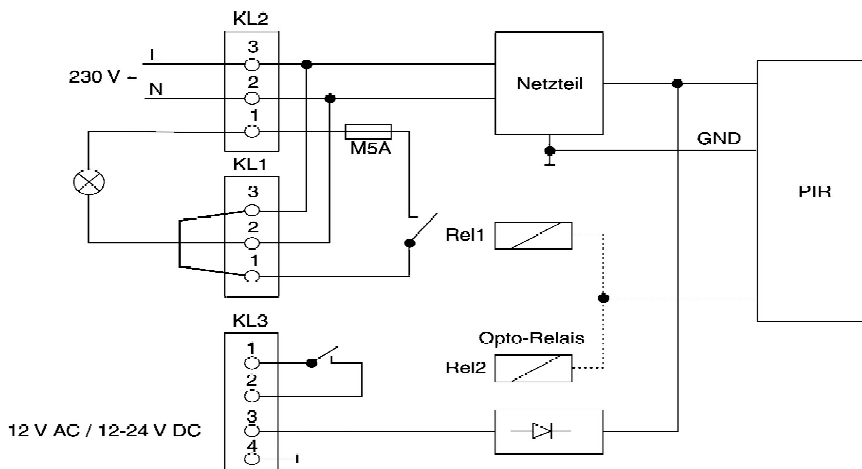 KL2
3
I
230 V ~
2
N
1
M5A
Netzteil
GND
PIR
KL1
3
2
1
Rel1
KL3
1
Opto-Relais
2
Rel2
3
12 V AC / 12-24 V DC
4